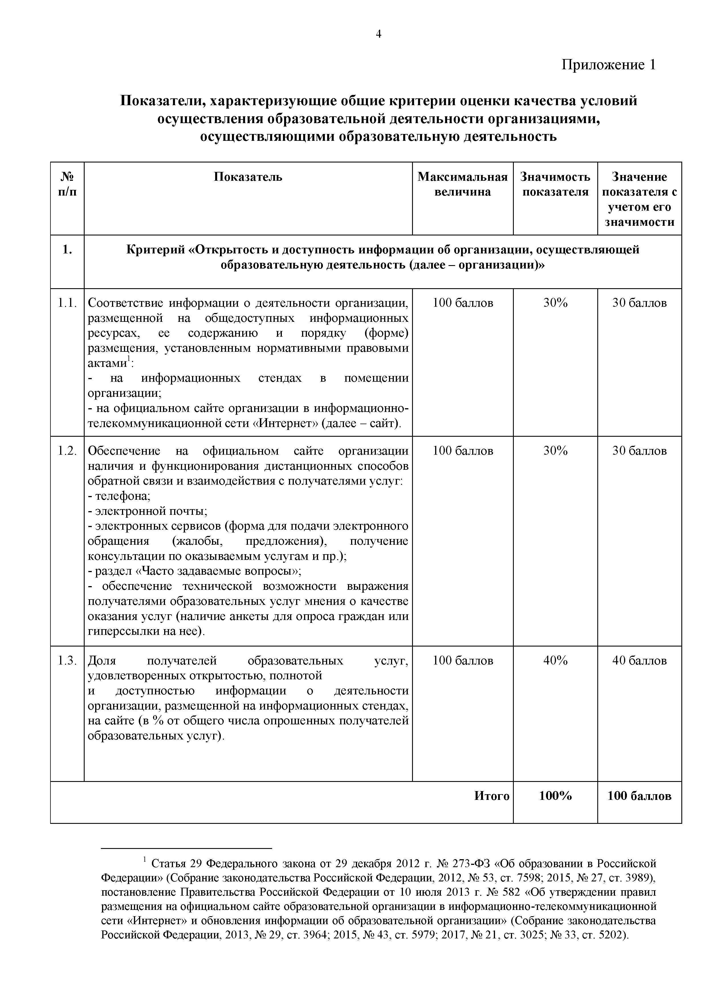 4
Приложение 1
Показатели, характеризующие общие критерии оценки качества условий
осуществления образовательной деятельности организациями,
осуществляющими образовательную деятельность
№
п/п
Показатель
Максимальная
величина
Значимость
показателя
Значение
показателя с
учетом его
значимости
1.
Критерий «Открытость и доступность информации об организации, осуществляющей
образовательную деятельность (далее – организации)»
1.1.
Соответствие информации о деятельности организации,
размещенной на общедоступных информационных
ресурсах, ее содержанию и порядку (форме)
размещения, установленным нормативными правовыми
актами¹:
- на информационных стендах в помещении
организации;
- на официальном сайте организации в информационно-
телекоммуникационной сети «Интернет» (далее – сайт).
100 баллов
30%
30 баллов
1.2.
Обеспечение на официальном сайте организации
наличия и функционирования дистанционных способов
обратной связи и взаимодействия с получателями услуг:
- телефона;
- электронной почты;
- электронных сервисов (форма для подачи электронного
обращения (жалобы, предложения), получение
консультации по оказываемым услугам и пр.);
- раздел «Часто задаваемые вопросы»;
- обеспечение технической возможности выражения
получателями образовательных услуг мнения о качестве
оказания услуг (наличие анкеты для опроса граждан или
гиперссылки на нее).
100 баллов
30%
30 баллов
1.3.
Доля получателей образовательных услуг,
удовлетворенных открытостью, полнотой
и доступностью информации о деятельности
организации, размещенной на информационных стендах,
на сайте (в % от общего числа опрошенных получателей
образовательных услуг).
100 баллов
40%
40 баллов
Итого
100%
100 баллов
¹ Статья 29 Федерального закона от 29 декабря 2012 г. № 273-ФЗ «Об образовании в Российской
Федерации» (Собрание законодательства Российской Федерации, 2012, № 53, ст. 7598; 2015, № 27, ст. 3989),
постановление Правительства Российской Федерации от 10 июля 2013 г. № 582 «Об утверждении правил
размещения на официальном сайте образовательной организации в информационно-телекоммуникационной
сети «Интернет» и обновления информации об образовательной организации» (Собрание законодательства
Российской Федерации, 2013, № 29, ст. 3964; 2015, № 43, ст. 5979; 2017, № 21, ст. 3025; № 33, ст. 5202).